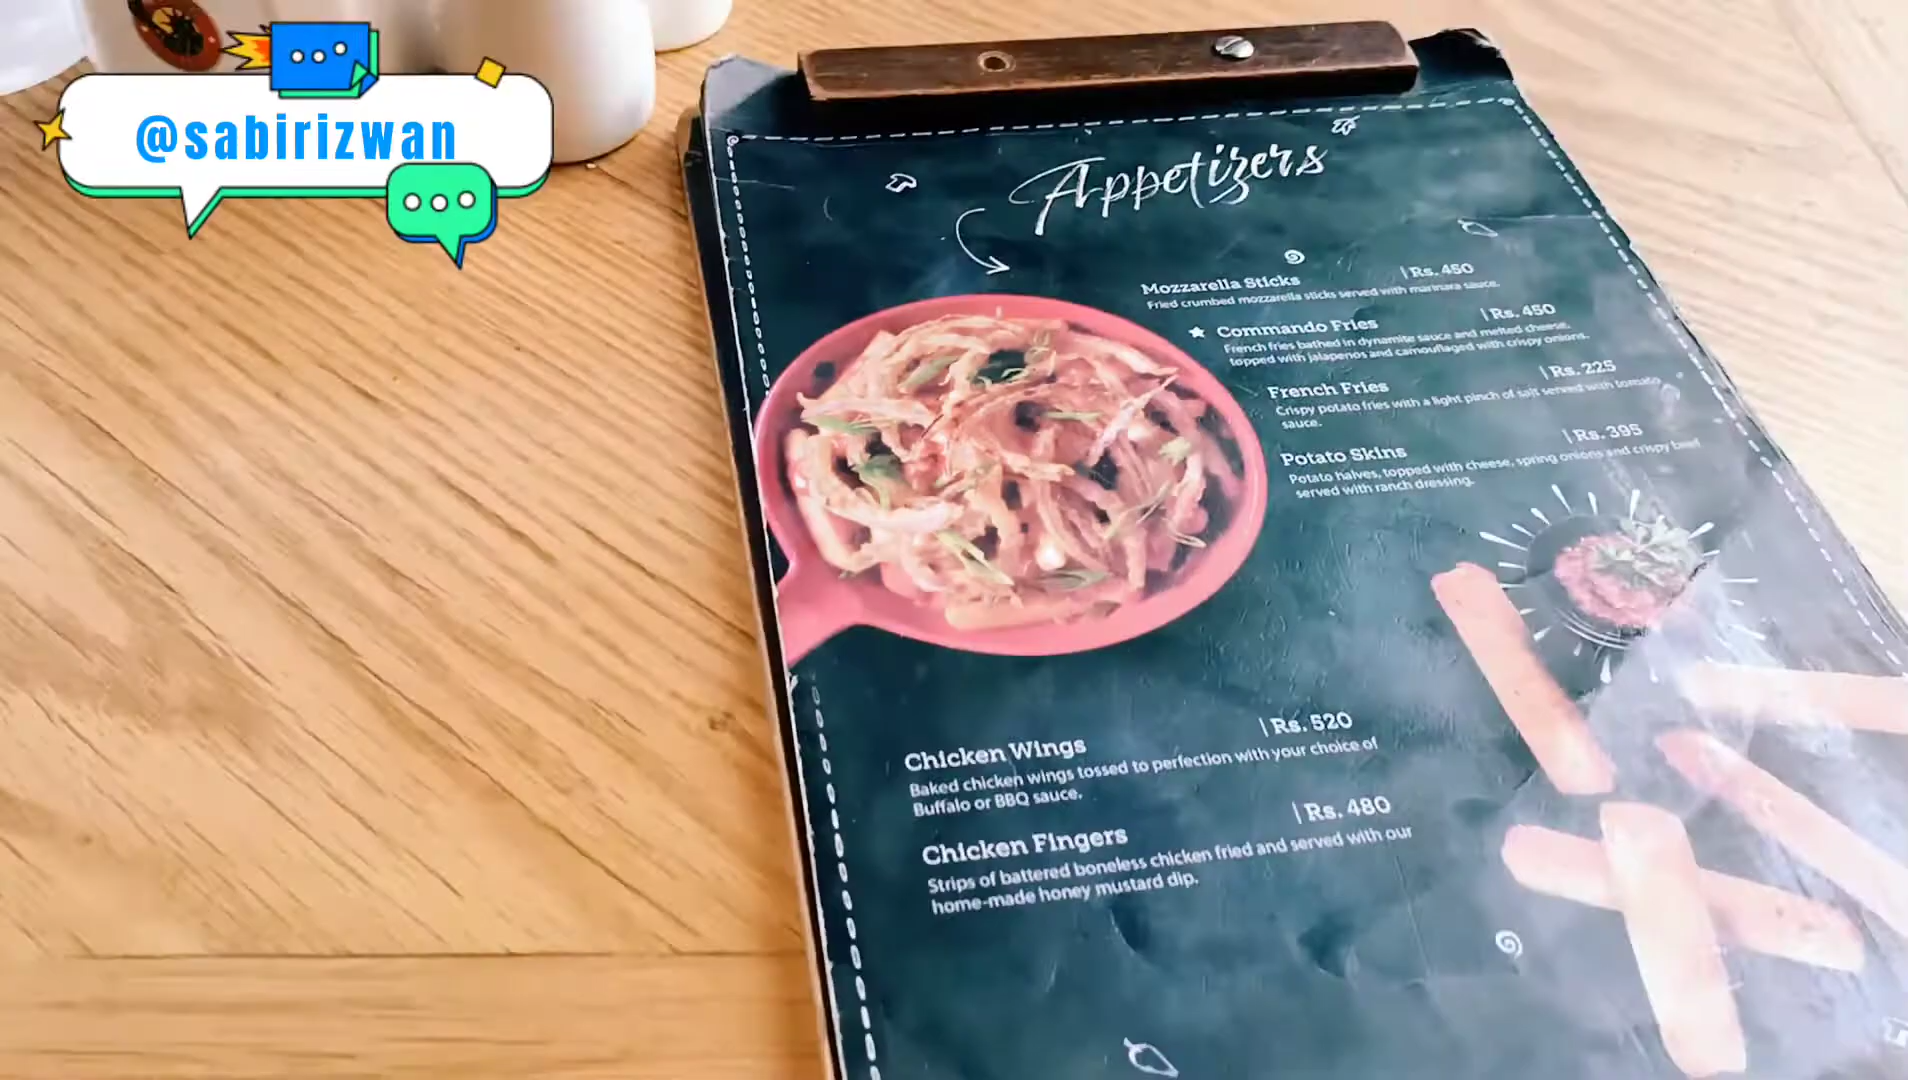 @sabirizwan
Appetizers
Mozzarella Sticks | Rs. 450
Fried crumbed mozzarella sticks served with marinara sauce.
Commando Fries | Rs. 450
French fries bathed in dynamite sauce and melted cheese,
topped with jalapenos and camouflaged with crispy onions.
French Fries | Rs. 225
Crispy potato fries with a light pinch of salt served with tomato
sauce.
Potato Skins | Rs. 395
Potato halves, topped with cheese, spring onions and crispy beef
served with ranch dressing.
Chicken Wings | Rs. 520
Baked chicken wings tossed to perfection with your choice of
Buffalo or BBQ sauce.
Chicken Fingers | Rs. 480
Strips of battered boneless chicken fried and served with our
home-made honey mustard dip.